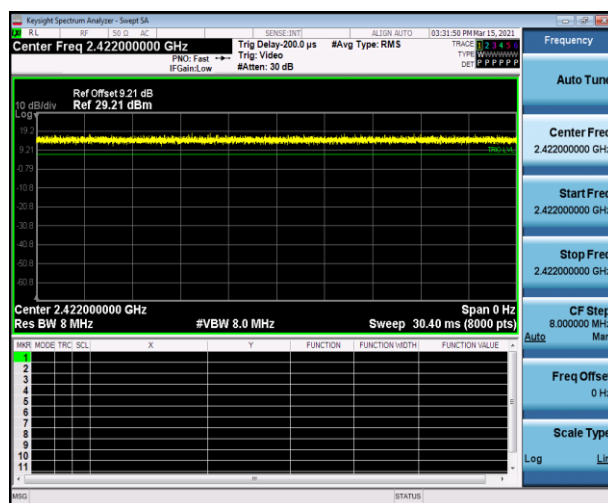 Keysight Spectrum Analyzer - Swept SA
RL RF 50 Ω AC SENSE:INT ALIGN AUTO 03:31:50 PM Mar 15, 2021
Center Freq 2.422000000 GHz
PNO: Fast
IFGain:Low
Trig Delay-200.0 µs
Trig: Video
#Atten: 30 dB
#Avg Type: RMS
TRACE 1 2 3 4 5 6
TYPE WWWWWW
DET P P P P P P
Ref Offset 9.21 dB
10 dB/div Ref 29.21 dBm
Log
19.2
9.21
TRIG LVL
-0.79
-10.8
-20.8
-30.8
-40.8
-50.8
-60.8
Center 2.422000000 GHz Span 0 Hz
Res BW 8 MHz #VBW 8.0 MHz Sweep 30.40 ms (8000 pts)
MKR MODE TRC SCL X Y FUNCTION FUNCTION WIDTH FUNCTION VALUE
1
2
3
4
5
6
7
8
9
10
11
MSG STATUS
Frequency
Auto Tune
Center Freq
2.422000000 GHz
Start Freq
2.422000000 GHz
Stop Freq
2.422000000 GHz
CF Step
8.000000 MHz
Auto Man
Freq Offset
0 Hz
Scale Type
Log Lin